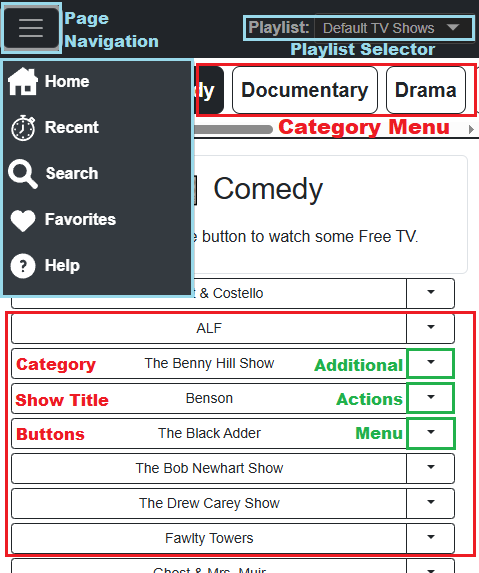 Page
Navigation
Playlist: Default TV Shows
Playlist Selector
Home
Recent
Search
Favorites
Help
dy
Documentary
Drama
Category Menu
Comedy
e button to watch some Free TV.
t & Costello
ALF
Category The Benny Hill Show Additional
Show Title Benson Actions
Buttons The Black Adder Menu
The Bob Newhart Show
The Drew Carey Show
Fawlty Towers
Ghost & Mrs. Muir